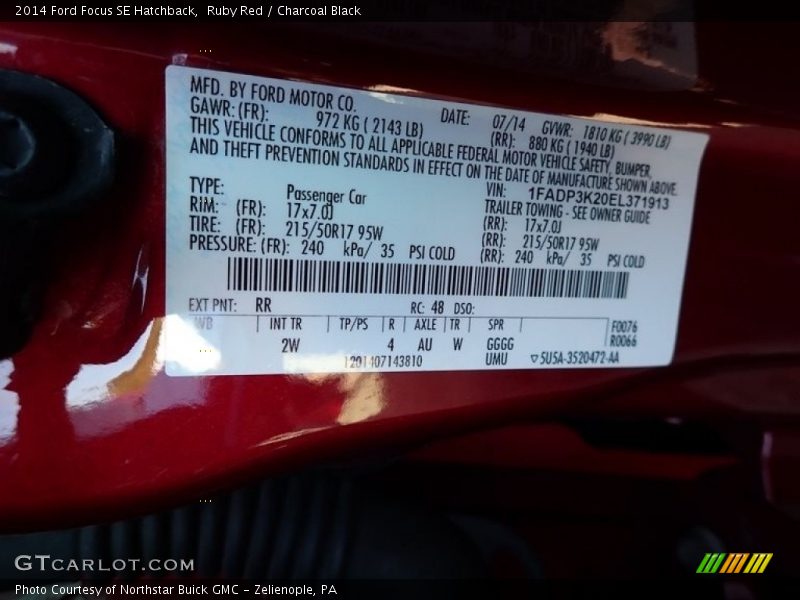 2014 Ford Focus SE Hatchback,  Ruby Red / Charcoal Black
MFD. BY FORD MOTOR CO.
DATE: 07/14 GVWR: 1810 KG ( 3990 LB)
GAWR: (FR): 972 KG ( 2143 LB) (RR): 880 KG ( 1940 LB)
THIS VEHICLE CONFORMS TO ALL APPLICABLE FEDERAL MOTOR VEHICLE SAFETY, BUMPER,
AND THEFT PREVENTION STANDARDS IN EFFECT ON THE DATE OF MANUFACTURE SHOWN ABOVE.
VIN: 1FADP3K20EL371913
TYPE: Passenger Car TRAILER TOWING - SEE OWNER GUIDE
RIM: (FR): 17x7.0J (RR): 17x7.0J
TIRE: (FR): 215/50R17 95W (RR): 215/50R17 95W
PRESSURE: (FR): 240 kPa/ 35 PSI COLD (RR): 240 kPa/ 35 PSI COLD
EXT PNT: RR RC: 48 DSO:
WB INT TR TP/PS R AXLE TR SPR F0076
R0066
2W 4 AU W GGGG
1201407143810 UMU ▽5U5A-3520472-AA
GTCARLOT.COM
Photo Courtesy of Northstar Buick GMC - Zelienople, PA